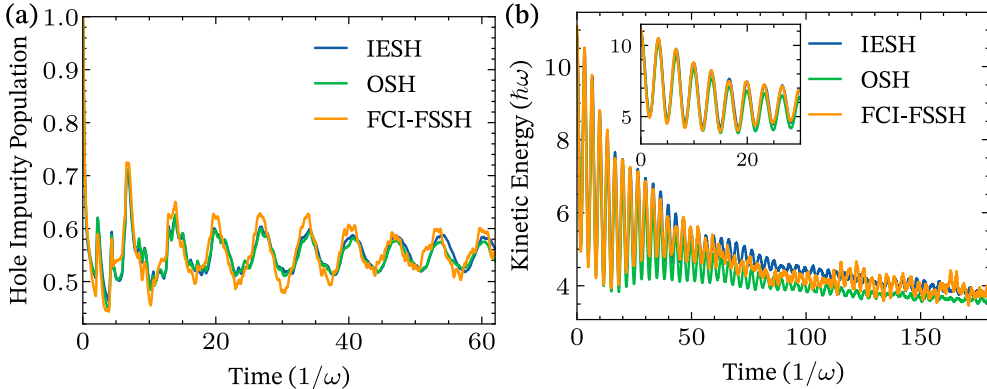 (a)
Hole Impurity Population
1.0
0.9
0.8
0.7
0.6
0.5
IESH
OSH
FCI-FSSH
0
20
40
60
Time (1/ω)
(b)
Kinetic Energy (ħω)
10
8
6
4
10
5
0
20
IESH
OSH
FCI-FSSH
0
50
100
150
Time (1/ω)